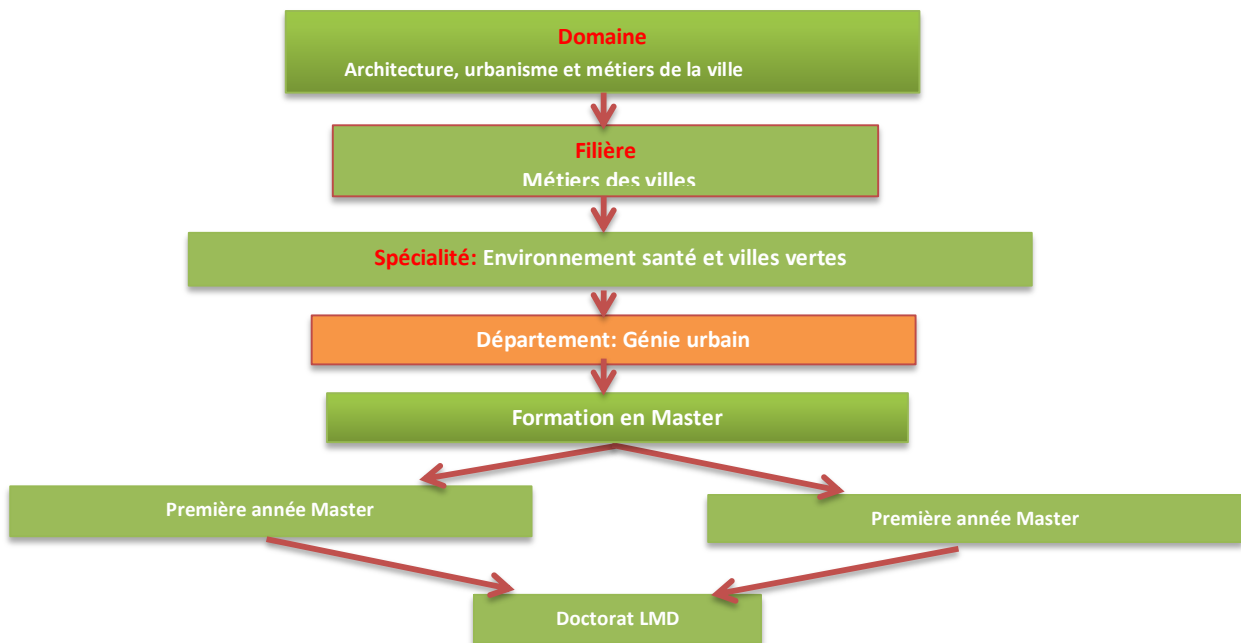 Domaine
Architecture, urbanisme et métiers de la ville
Filière
Métiers des villes
Spécialité: Environnement santé et villes vertes
Département: Génie urbain
Formation en Master
Première année Master
Première année Master
Doctorat LMD